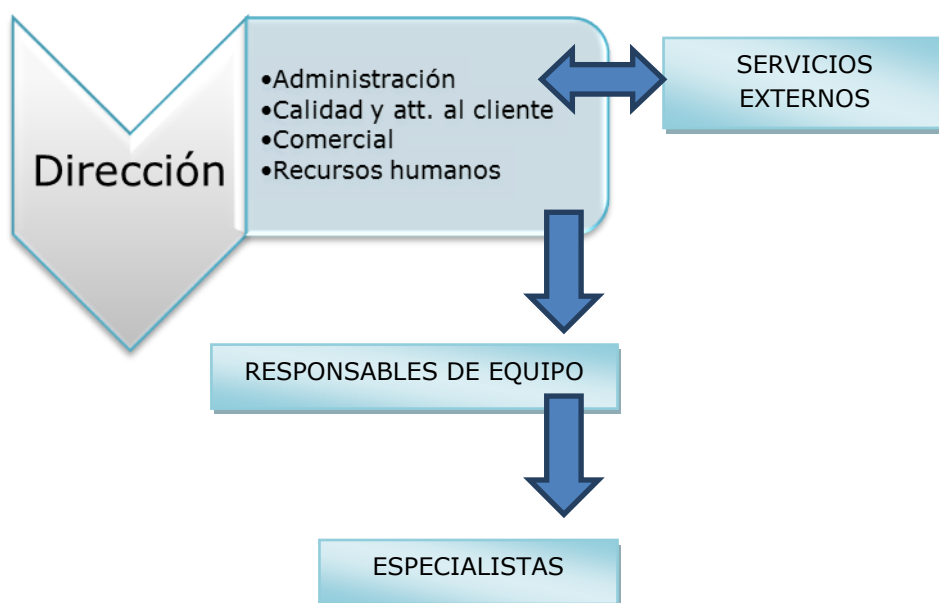 Dirección
•Administración
•Calidad y att. al cliente
•Comercial
•Recursos humanos
SERVICIOS
EXTERNOS
RESPONSABLES DE EQUIPO
ESPECIALISTAS